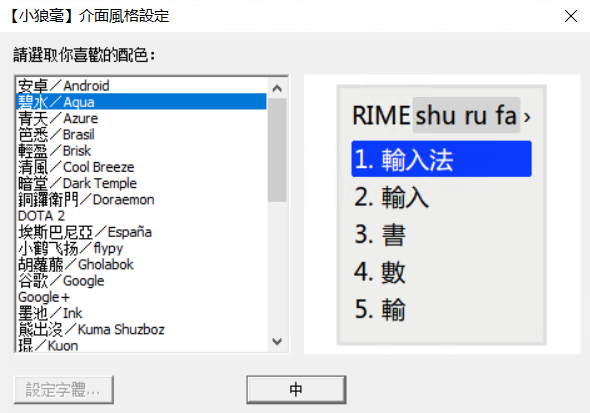 【小狼毫】介面風格設定
請選取你喜歡的配色:
安卓／Android
碧水／Aqua
青天／Azure
笆悉／Brasil
輕盈／Brisk
清風／Cool Breeze
暗堂／Dark Temple
銅鑼衛門／Doraemon
DOTA 2
埃斯巴尼亞／España
小鹤飞扬／flypy
胡蘿蔔／Gholabok
谷歌／Google
Google+
墨池／Ink
熊出沒／Kuma Shuzboz
琨／Kuon
RIME shu ru fa ›
1. 輸入法
2. 輸入
3. 書
4. 數
5. 輸
設定字體...
中